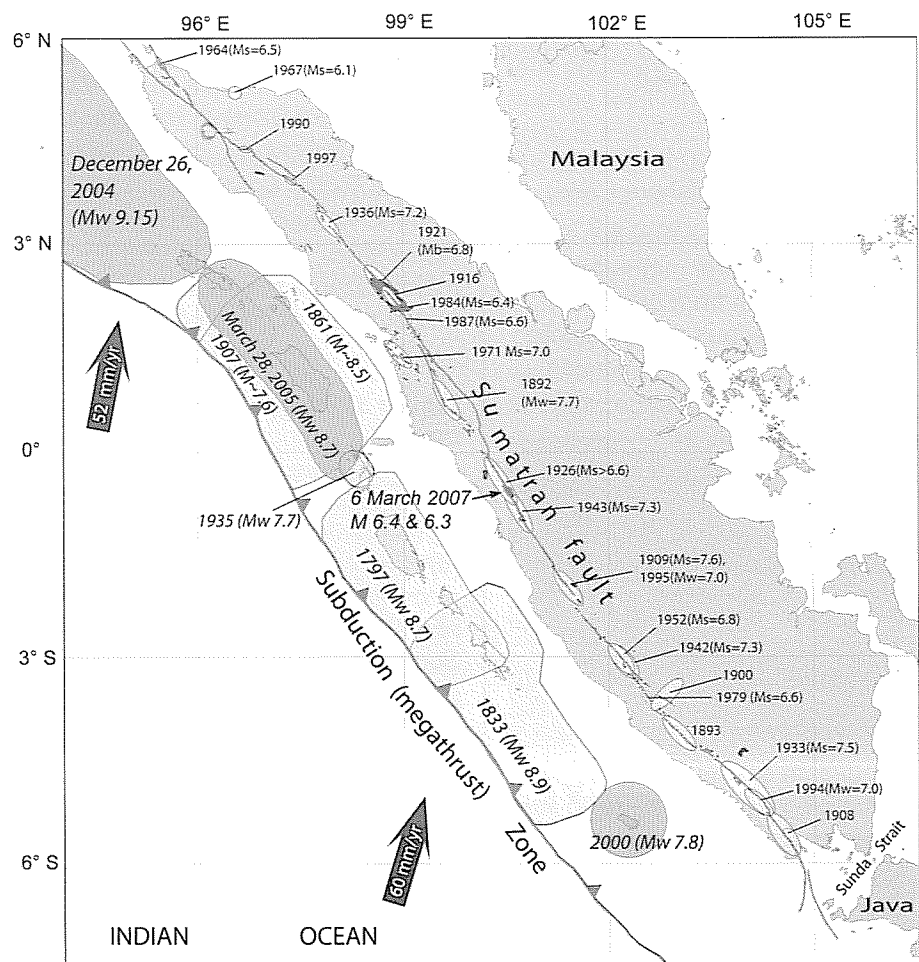 96° E
99° E
102° E
105° E
6° N
1964(Ms=6.5)
1967(Ms=6.1)
1990
Malaysia
December 26,
2004
(Mw 9.15)
1997
1936(Ms=7.2)
3° N
1921
(Mb=6.8)
1916
1984(Ms=6.4)
1987(Ms=6.6)
1861 (M~8.5)
March 28, 2005 (Mw 8.7)
1907 (M~7.6)
52 mm/yr
1971 Ms=7.0
1892
(Mw=7.7)
Sumatran fault
0°
1926(Ms>6.6)
6 March 2007
M 6.4 & 6.3
1943(Ms=7.3)
1935 (Mw 7.7)
1797 (Mw 8.7)
1909(Ms=7.6),
1995(Mw=7.0)
Subduction (megathrust) Zone
1952(Ms=6.8)
3° S
1942(Ms=7.3)
1900
1979 (Ms=6.6)
1833 (Mw 8.9)
1893
1933(Ms=7.5)
1994(Mw=7.0)
1908
2000 (Mw 7.8)
60 mm/yr
6° S
Sunda Strait
Java
INDIAN OCEAN